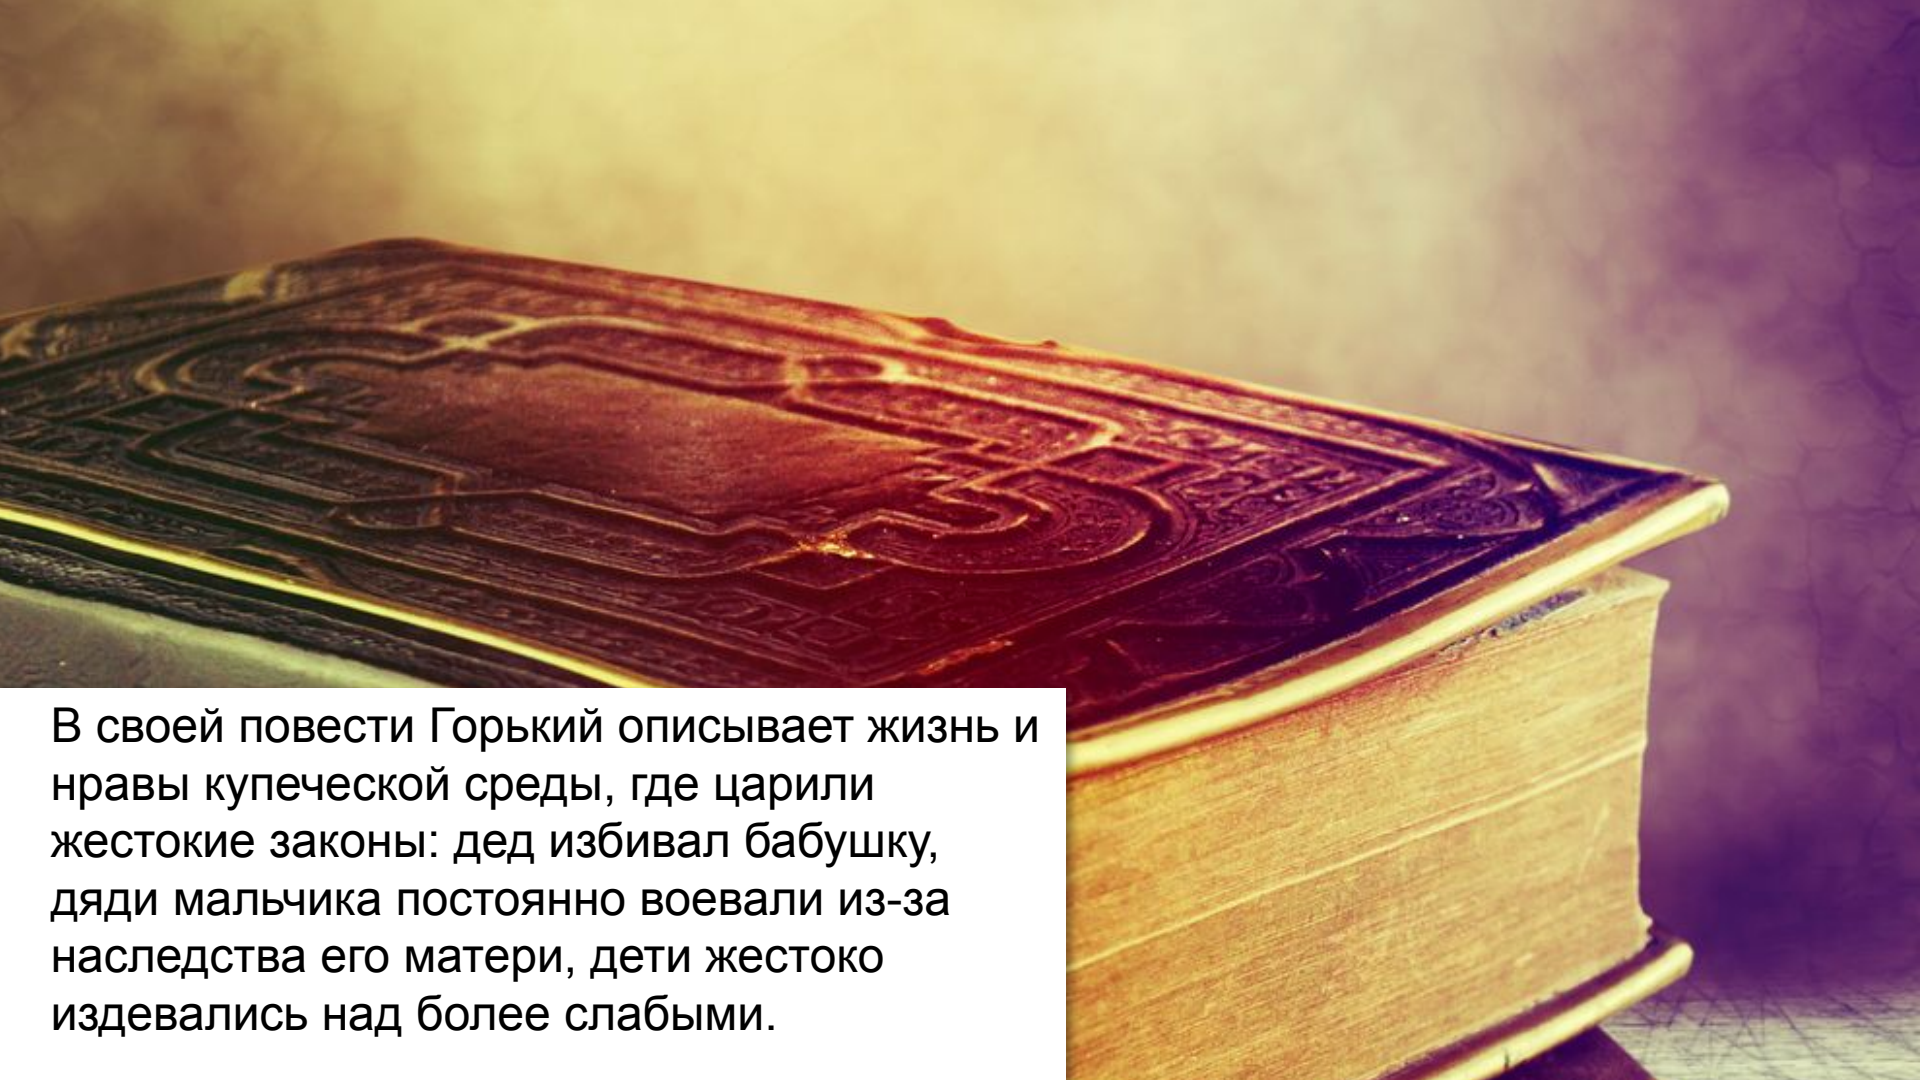 В своей повести Горький описывает жизнь и
нравы купеческой среды, где царили
жестокие законы: дед избивал бабушку,
дяди мальчика постоянно воевали из-за
наследства его матери, дети жестоко
издевались над более слабыми.